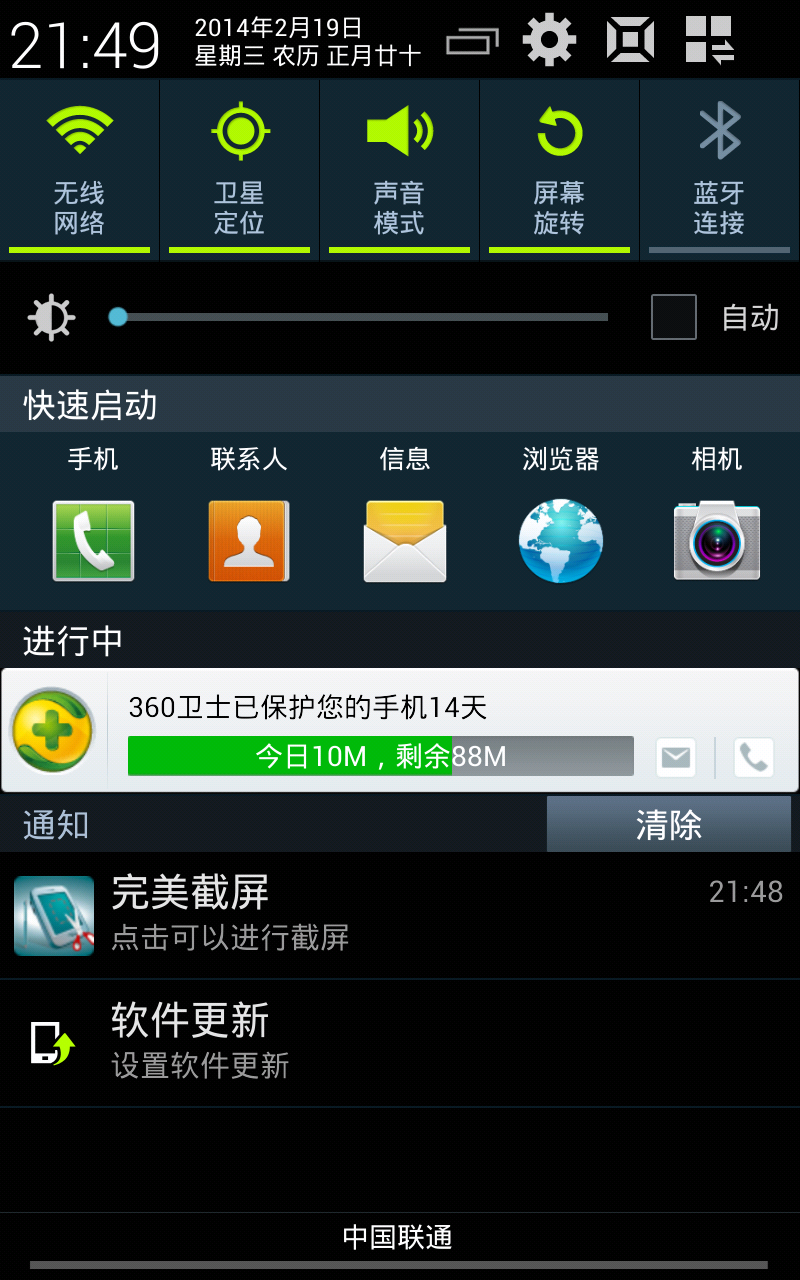 21:49
2014年2月19日
星期三 农历 正月廿十
无线
网络
卫星
定位
声音
模式
屏幕
旋转
蓝牙
连接
自动
快速启动
手机
联系人
信息
浏览器
相机
进行中
360卫士已保护您的手机14天
今日10M，剩余88M
通知
清除
完美截屏
21:48
点击可以进行截屏
软件更新
设置软件更新
中国联通